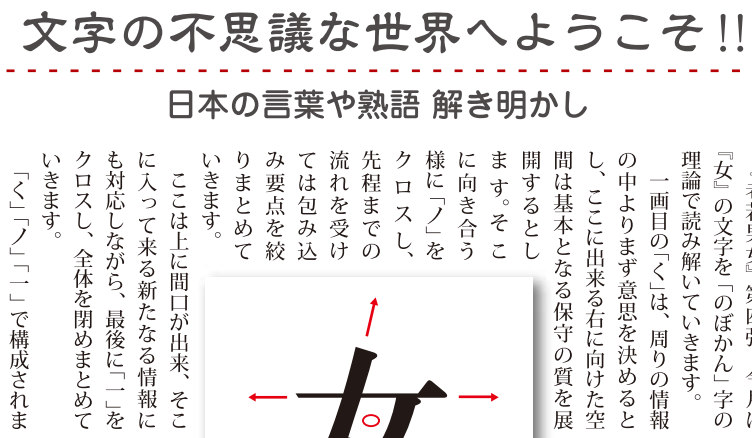 文字の不思議な世界へようこそ!!
日本の言葉や熟語 解き明かし
『女』の文字を「のぼかん」字の
理論で読み解いていきます。
一画目の「く」は、周りの情報
の中よりまず意思を決めると
し、ここに出来る右に向けた空
間は基本となる保守の質を展
開するとし
ます。そこ
に向き合う
様に「ノ」を
クロスし、
先程までの
流れを受け
ては包み込
み要点を絞
りまとめて
いきます。
ここは上に間口が出来、そこ
に入って来る新たなる情報に
も対応しながら、最後に「一」を
クロスし、全体を閉めまとめて
いきます。
「く」「ノ」「一」で構成されま
女